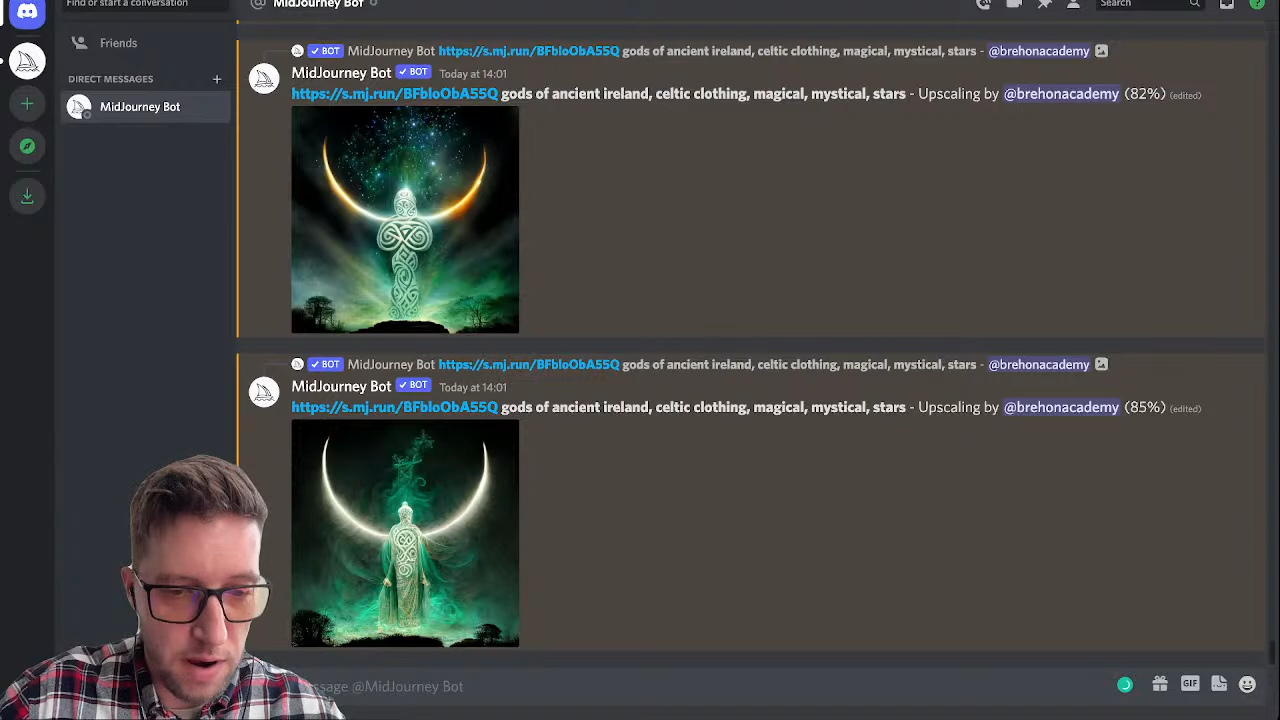 Find or start a conversation
MidJourney Bot
Search
Friends
DIRECT MESSAGES
MidJourney Bot
BOT MidJourney Bot https://s.mj.run/BFbloObA55Q gods of ancient ireland, celtic clothing, magical, mystical, stars - @brehonacademy
MidJourney Bot BOT Today at 14:01
https://s.mj.run/BFbloObA55Q gods of ancient ireland, celtic clothing, magical, mystical, stars - Upscaling by @brehonacademy (82%) (edited)
BOT MidJourney Bot https://s.mj.run/BFbloObA55Q gods of ancient ireland, celtic clothing, magical, mystical, stars - @brehonacademy
MidJourney Bot BOT Today at 14:01
https://s.mj.run/BFbloObA55Q gods of ancient ireland, celtic clothing, magical, mystical, stars - Upscaling by @brehonacademy (85%) (edited)
@MidJourney Bot
GIF